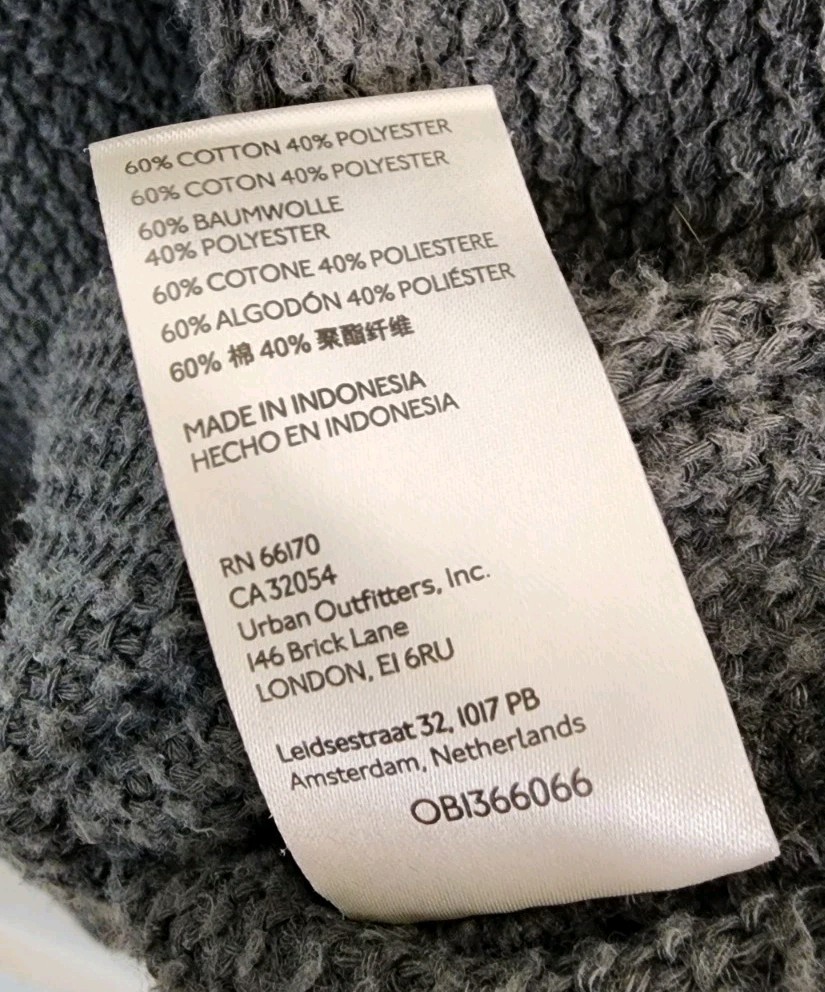 60% COTTON 40% POLYESTER
60% COTON 40% POLYESTER
60% BAUMWOLLE
40% POLYESTER
60% COTONE 40% POLIESTERE
60% ALGODÓN 40% POLIÉSTER
60% 棉 40% 聚酯纤维
MADE IN INDONESIA
HECHO EN INDONESIA
RN 66170
CA 32054
Urban Outfitters, Inc.
146 Brick Lane
LONDON, E1 6RU
Leidsestraat 32, 1017 PB
Amsterdam, Netherlands
OB1366066